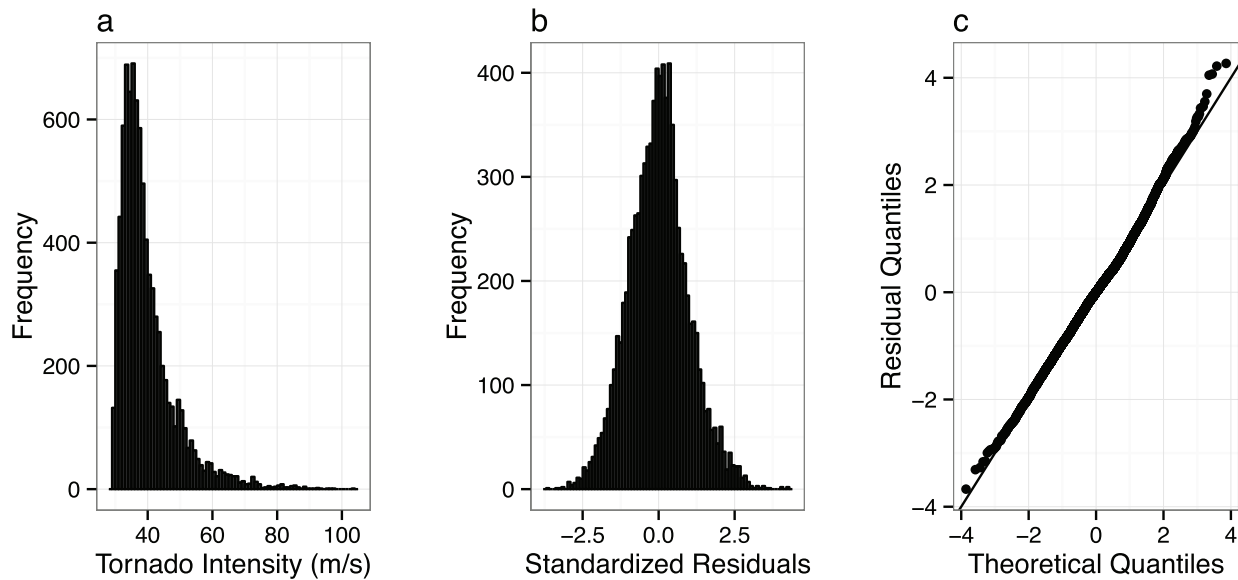 a
Frequency
600
400
200
0
40 60 80 100
Tornado Intensity (m/s)
b
Frequency
400
300
200
100
0
−2.5 0.0 2.5
Standardized Residuals
c
Residual Quantiles
4
2
0
−2
−4
−4 −2 0 2 4
Theoretical Quantiles